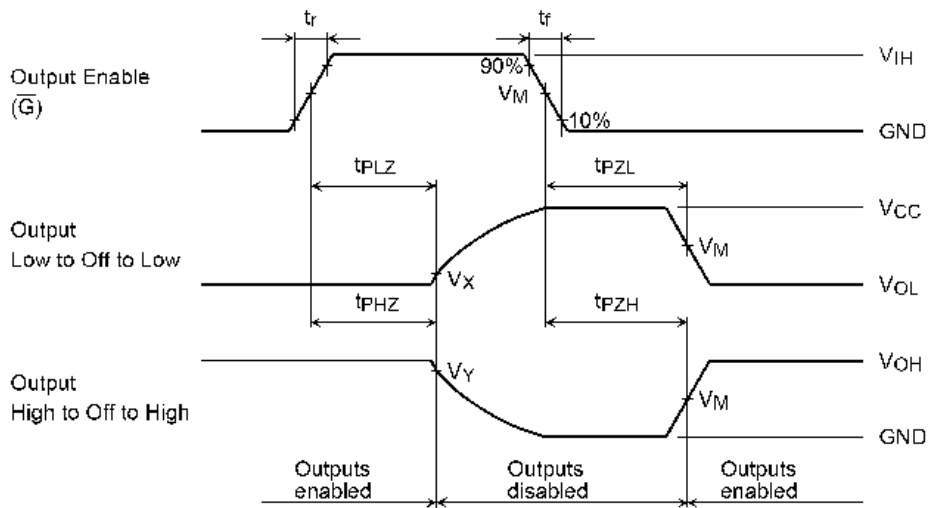 tr
tf
Output Enable
(G̅)
90%
VM
10%
VIH
GND
tPLZ
tPZL
Output
Low to Off to Low
VX
VCC
VM
VOL
tPHZ
tPZH
Output
High to Off to High
VY
VOH
VM
GND
Outputs
enabled
Outputs
disabled
Outputs
enabled